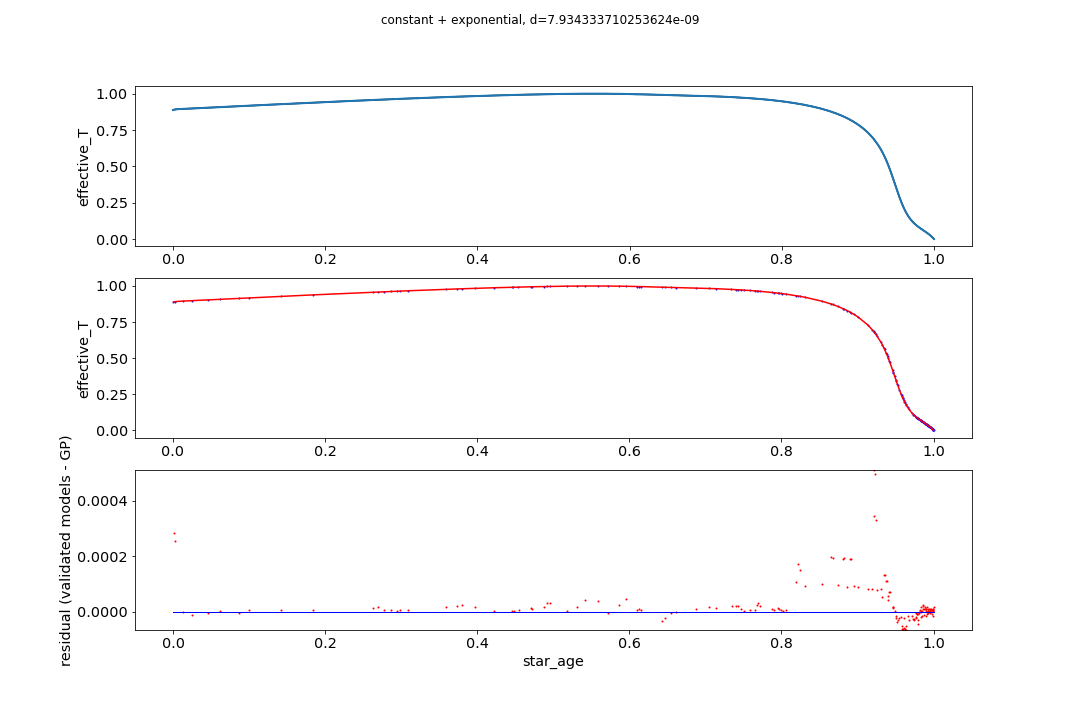 constant + exponential, d=7.934333710253624e-09
effective_T
1.00
0.75
0.50
0.25
0.00
0.0 0.2 0.4 0.6 0.8 1.0
effective_T
1.00
0.75
0.50
0.25
0.00
0.0 0.2 0.4 0.6 0.8 1.0
residual (validated models - GP)
0.0004
0.0002
0.0000
0.0 0.2 0.4 0.6 0.8 1.0
star_age